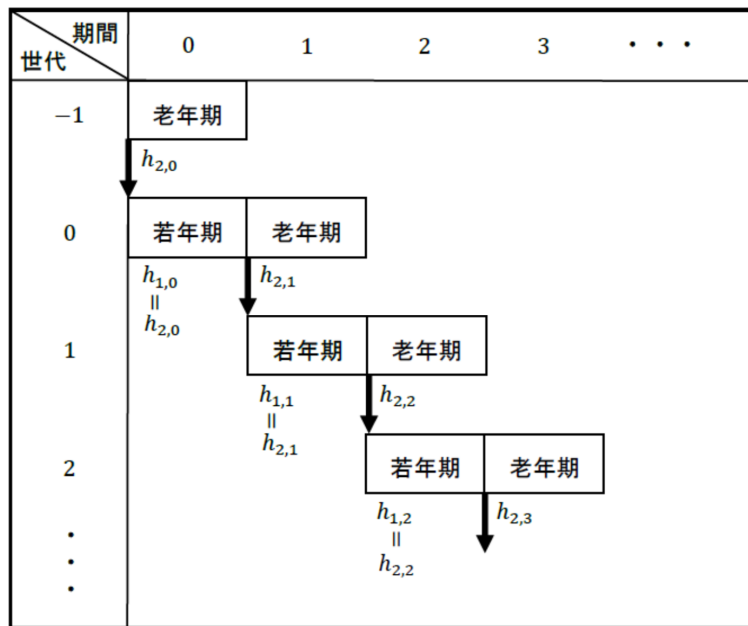 期間
世代
0 1 2 3 ・・・
−1 老年期
h2,0
0 若年期 老年期
h1,0 h2,1
=
h2,0
1 若年期 老年期
h1,1 h2,2
=
h2,1
2 若年期 老年期
h1,2 h2,3
=
h2,2
・
・
・